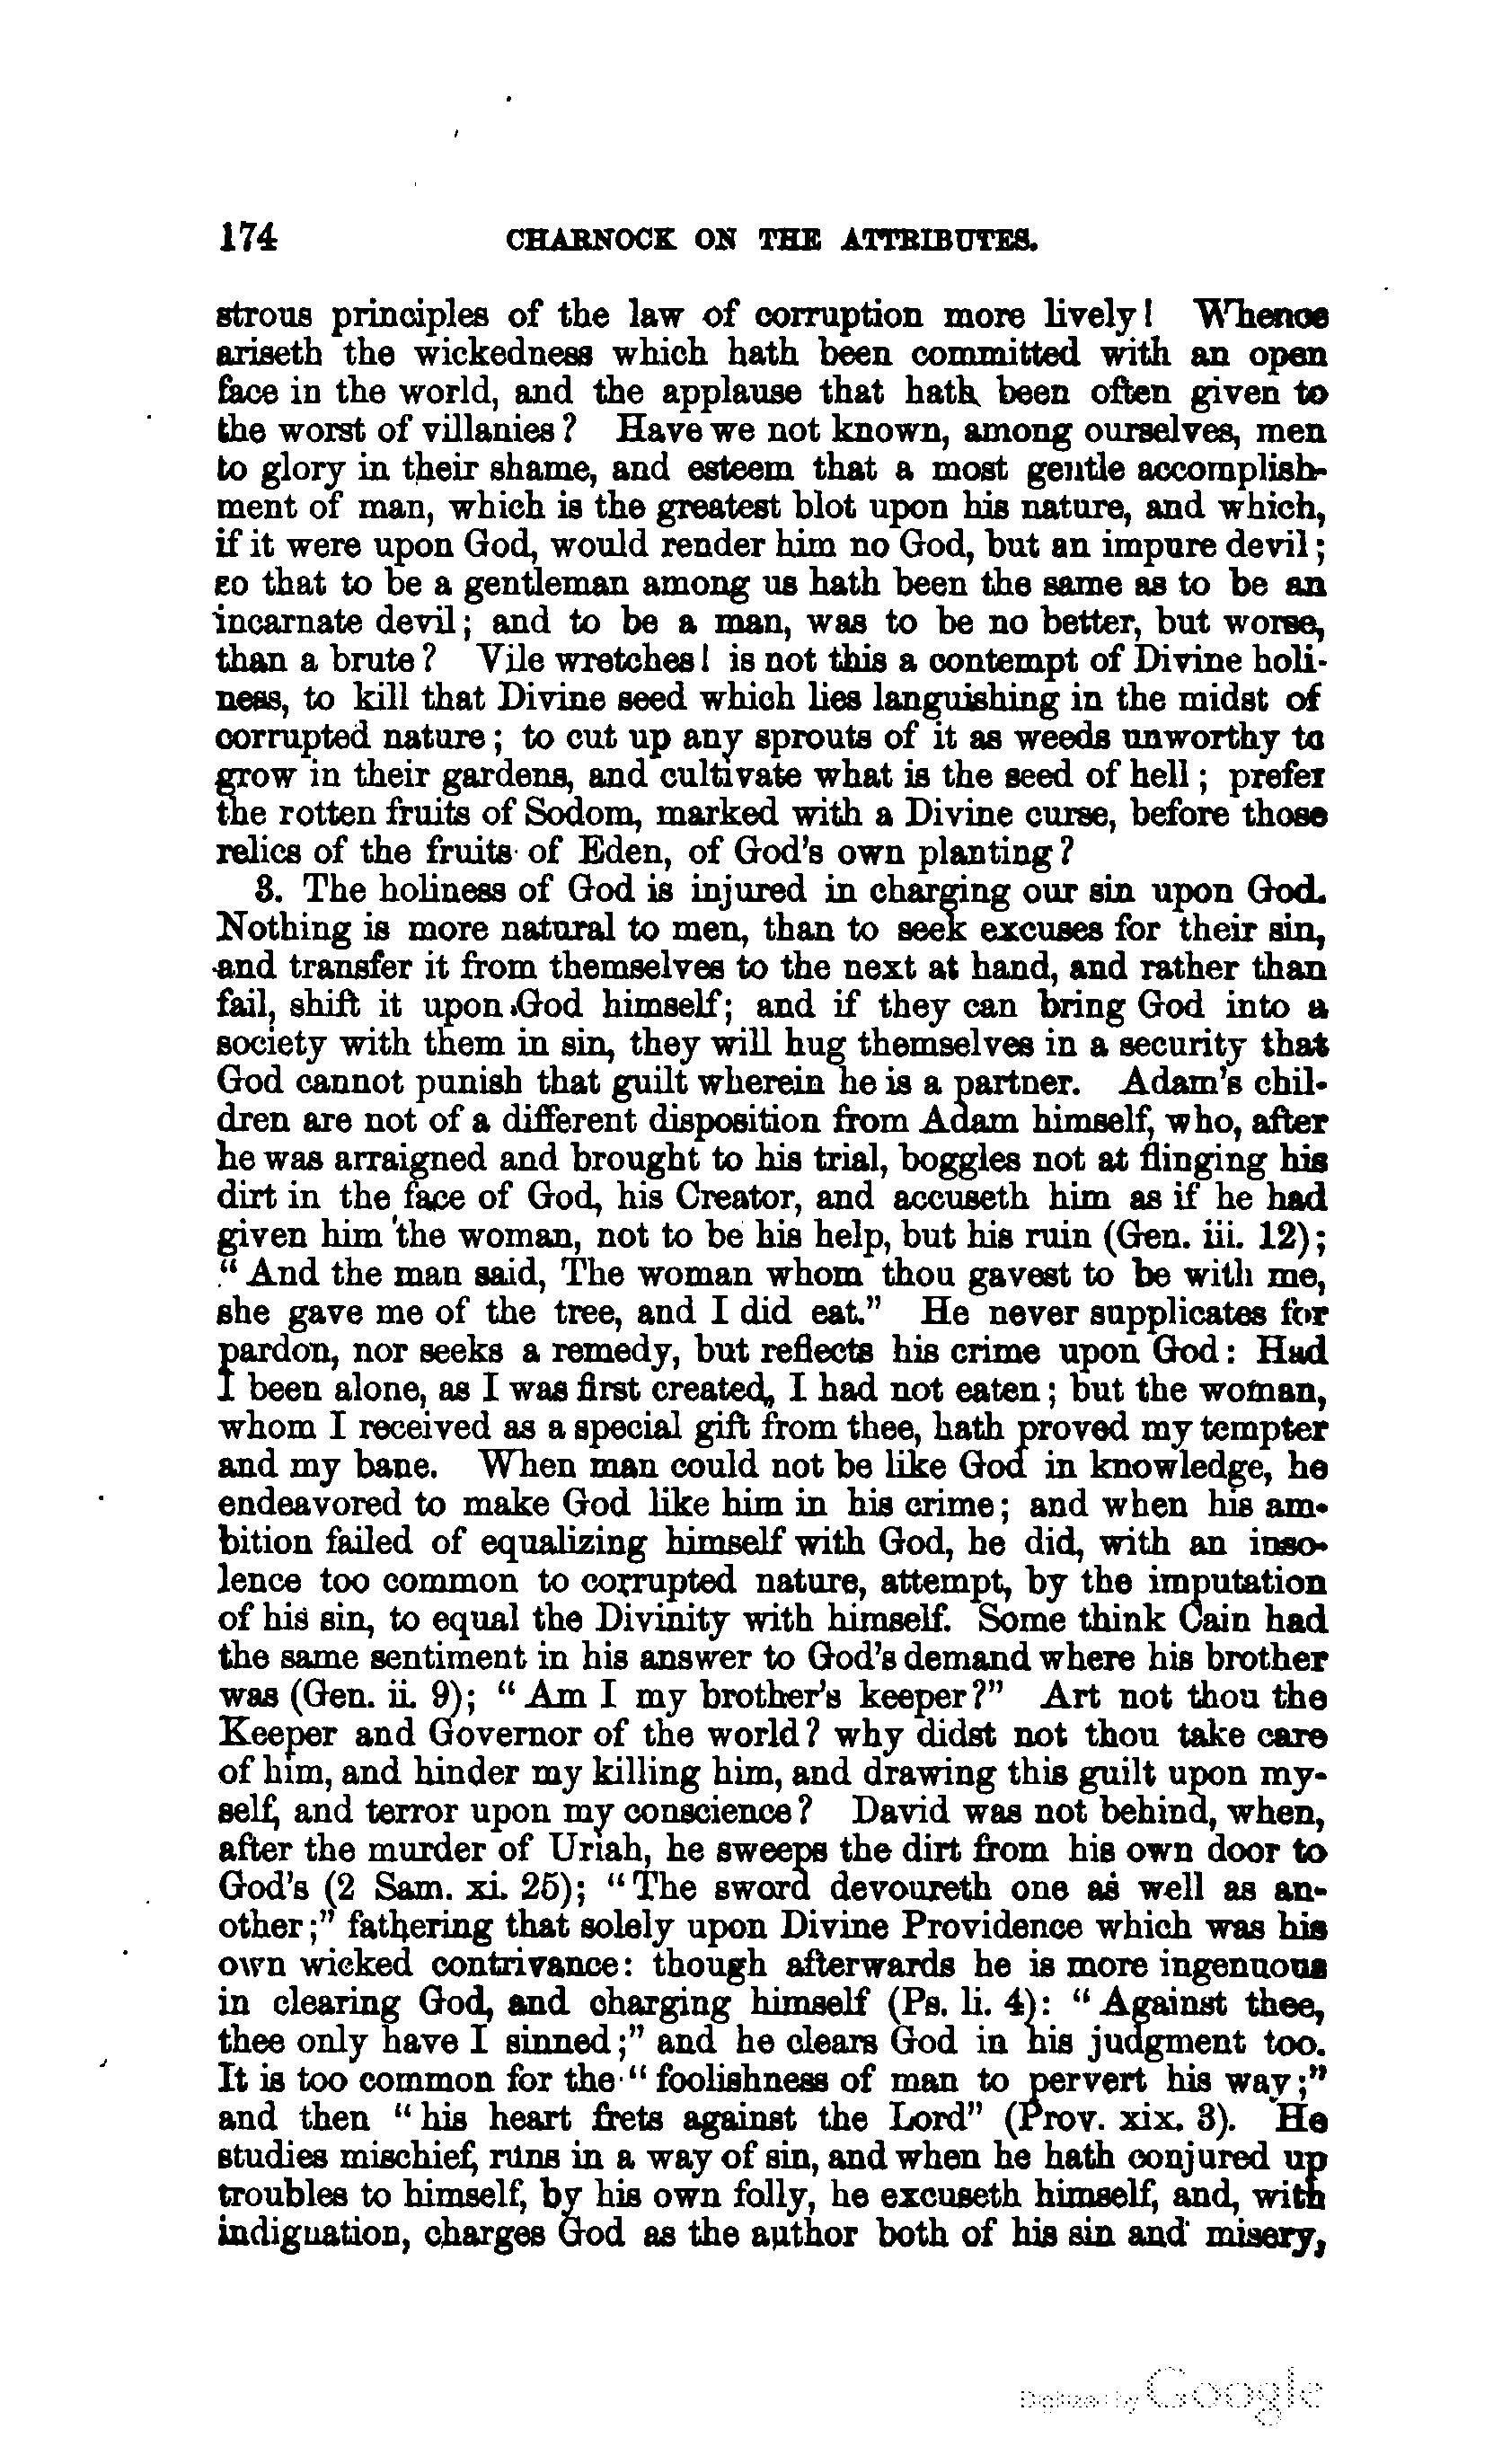 174 CHARNOCK ON THE ATTRIBUTES.
strous principles of the law of corruption more lively! Whence
ariseth the wickedness which hath been committed with an open
face in the world, and the applause that hath been often given to
the worst of villanies? Have we not known, among ourselves, men
to glory in their shame, and esteem that a most gentle accomplish-
ment of man, which is the greatest blot upon his nature, and which,
if it were upon God, would render him no God, but an impure devil;
so that to be a gentleman among us hath been the same as to be an
incarnate devil; and to be a man, was to be no better, but worse,
than a brute? Vile wretches! is not this a contempt of Divine holi-
ness, to kill that Divine seed which lies languishing in the midst of
corrupted nature; to cut up any sprouts of it as weeds unworthy to
grow in their gardens, and cultivate what is the seed of hell; prefer
the rotten fruits of Sodom, marked with a Divine curse, before those
relics of the fruits of Eden, of God's own planting?
3. The holiness of God is injured in charging our sin upon God.
Nothing is more natural to men, than to seek excuses for their sin,
and transfer it from themselves to the next at hand, and rather than
fail, shift it upon God himself; and if they can bring God into a
society with them in sin, they will hug themselves in a security that
God cannot punish that guilt wherein he is a partner. Adam's chil-
dren are not of a different disposition from Adam himself, who, after
he was arraigned and brought to his trial, boggles not at flinging his
dirt in the face of God, his Creator, and accuseth him as if he had
given him the woman, not to be his help, but his ruin (Gen. iii. 12);
"And the man said, The woman whom thou gavest to be with me,
she gave me of the tree, and I did eat." He never supplicates for
pardon, nor seeks a remedy, but reflects his crime upon God: Had
I been alone, as I was first created, I had not eaten; but the woman,
whom I received as a special gift from thee, hath proved my tempter
and my bane. When man could not be like God in knowledge, he
endeavored to make God like him in his crime; and when his am-
bition failed of equalizing himself with God, he did, with an inso-
lence too common to corrupted nature, attempt, by the imputation
of his sin, to equal the Divinity with himself. Some think Cain had
the same sentiment in his answer to God's demand where his brother
was (Gen. ii. 9); "Am I my brother's keeper?" Art not thou the
Keeper and Governor of the world? why didst not thou take care
of him, and hinder my killing him, and drawing this guilt upon my-
self, and terror upon my conscience? David was not behind, when,
after the murder of Uriah, he sweeps the dirt from his own door to
God's (2 Sam. xi. 25); "The sword devoureth one as well as an-
other;" fathering that solely upon Divine Providence which was his
own wicked contrivance: though afterwards he is more ingenuous
in clearing God, and charging himself (Ps. li. 4): "Against thee,
thee only have I sinned;" and he clears God in his judgment too.
It is too common for the "foolishness of man to pervert his way;"
and then "his heart frets against the Lord" (Prov. xix. 3). He
studies mischief, runs in a way of sin, and when he hath conjured up
troubles to himself, by his own folly, he excuseth himself, and, with
indignation, charges God as the author both of his sin and misery,
Digitized by Google